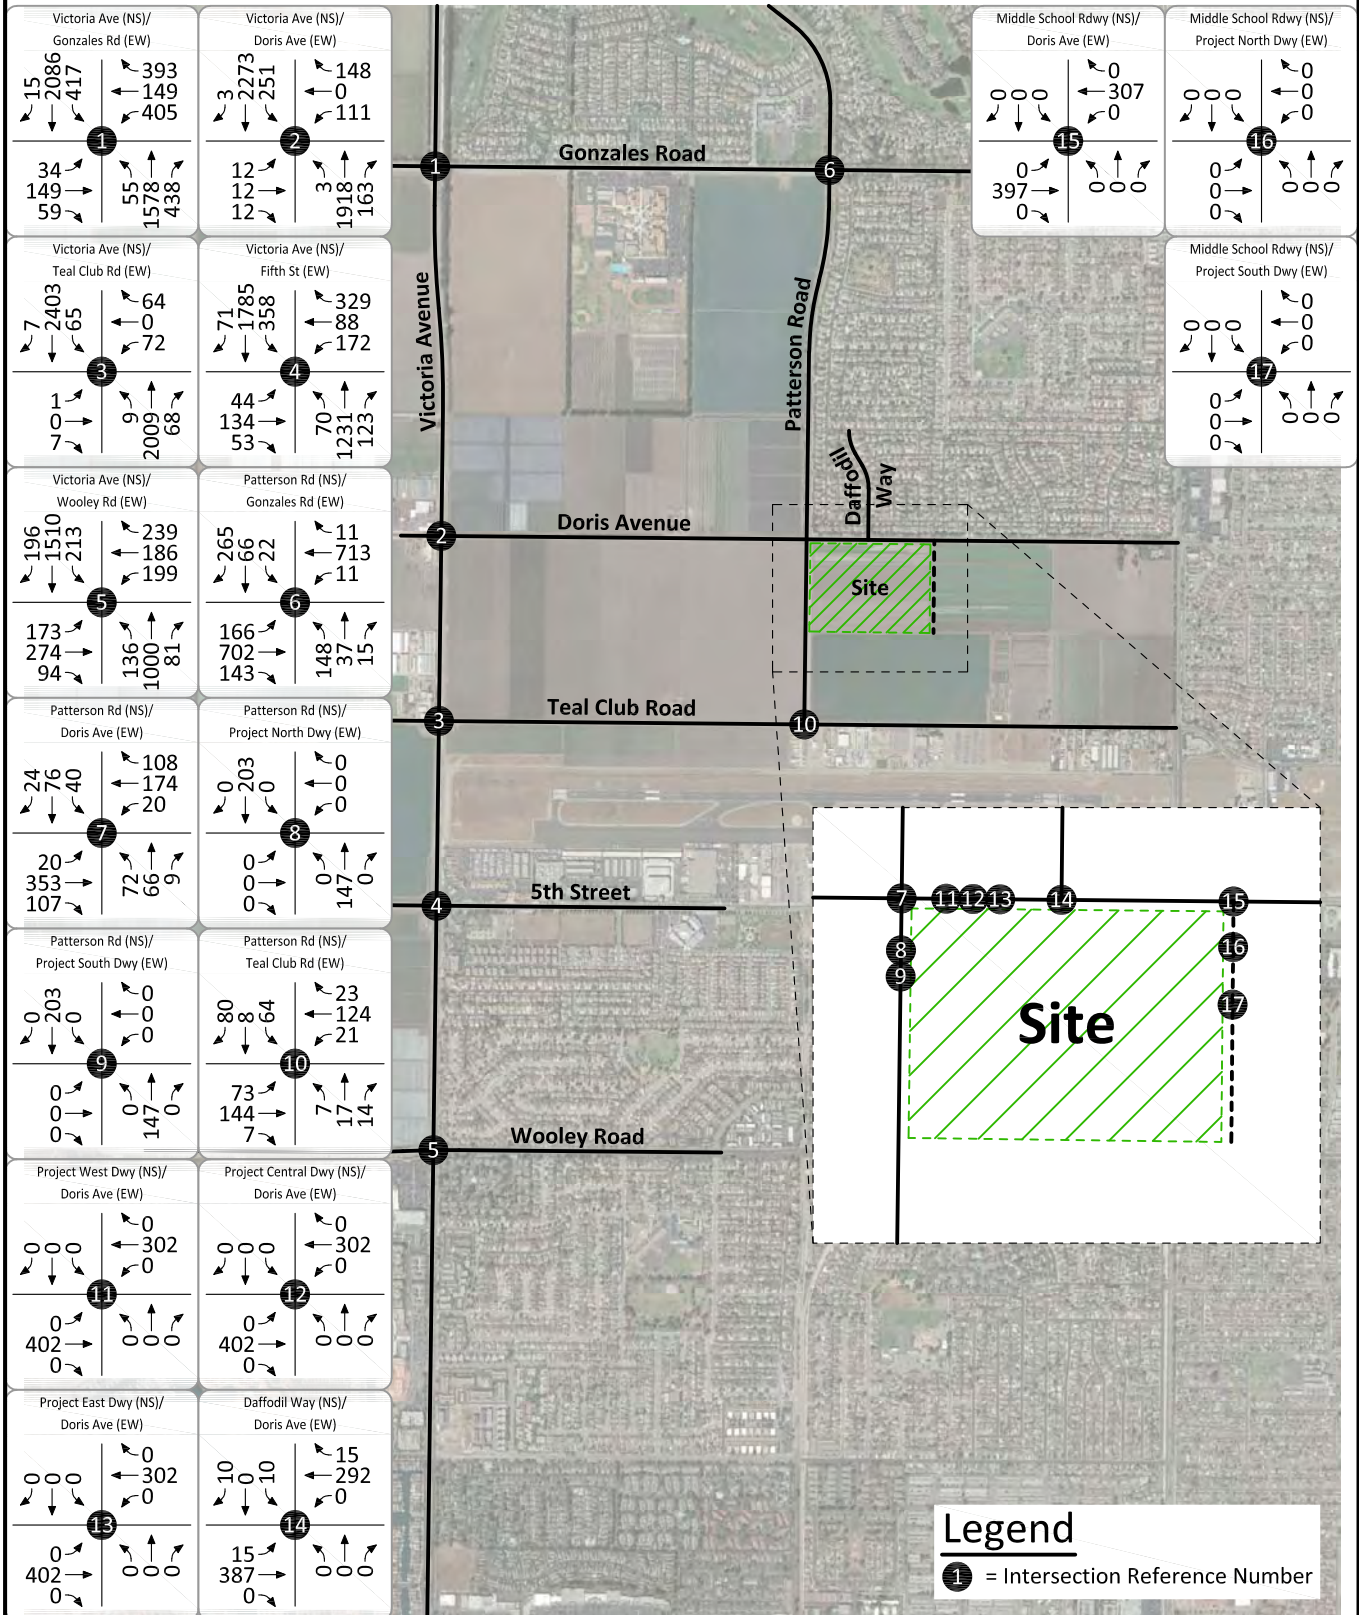 Victoria Ave (NS)/
Gonzales Rd (EW)
15 2086 417
393
149
405
1
34
149
59
55 1578 438
Victoria Ave (NS)/
Doris Ave (EW)
3 2273 251
148
0
111
2
12
12
12
3 1918 163
Victoria Ave (NS)/
Teal Club Rd (EW)
7 2403 65
64
0
72
3
1
0
7
9 2009 68
Victoria Ave (NS)/
Fifth St (EW)
71 1785 358
329
88
172
4
44
134
53
70 1231 123
Victoria Ave (NS)/
Wooley Rd (EW)
196 1510 213
239
186
199
5
173
274
94
136 1000 81
Patterson Rd (NS)/
Gonzales Rd (EW)
265 66 22
11
713
11
6
166
702
143
148 37 15
Patterson Rd (NS)/
Doris Ave (EW)
24 76 40
108
174
20
7
20
353
107
72 66 9
Patterson Rd (NS)/
Project North Dwy (EW)
0 203 0
0
0
0
8
0
0
0
0 147 0
Patterson Rd (NS)/
Project South Dwy (EW)
0 203 0
0
0
0
9
0
0
0
0 147 0
Patterson Rd (NS)/
Teal Club Rd (EW)
80 8 64
23
124
21
10
73
144
7
7 17 14
Project West Dwy (NS)/
Doris Ave (EW)
0 0 0
0
302
0
11
0
402
0
0 0 0
Project Central Dwy (NS)/
Doris Ave (EW)
0 0 0
0
302
0
12
0
402
0
0 0 0
Project East Dwy (NS)/
Doris Ave (EW)
0 0 0
0
302
0
13
0
402
0
0 0 0
Daffodil Way (NS)/
Doris Ave (EW)
10 0 10
15
292
0
14
15
387
0
0 0 0
Middle School Rdwy (NS)/
Doris Ave (EW)
0 0 0
0
307
0
15
0
397
0
0 0 0
Middle School Rdwy (NS)/
Project North Dwy (EW)
0 0 0
0
0
0
16
0
0
0
0 0 0
Middle School Rdwy (NS)/
Project South Dwy (EW)
0 0 0
0
0
0
17
0
0
0
0 0 0
1
Gonzales Road
6
Victoria Avenue
Patterson Road
Daffodil
Way
2
Doris Avenue
Site
3
Teal Club Road
10
4
5th Street
5
Wooley Road
7 11 12 13 14 15
8
16
9
17
Site
Legend
1 = Intersection Reference Number